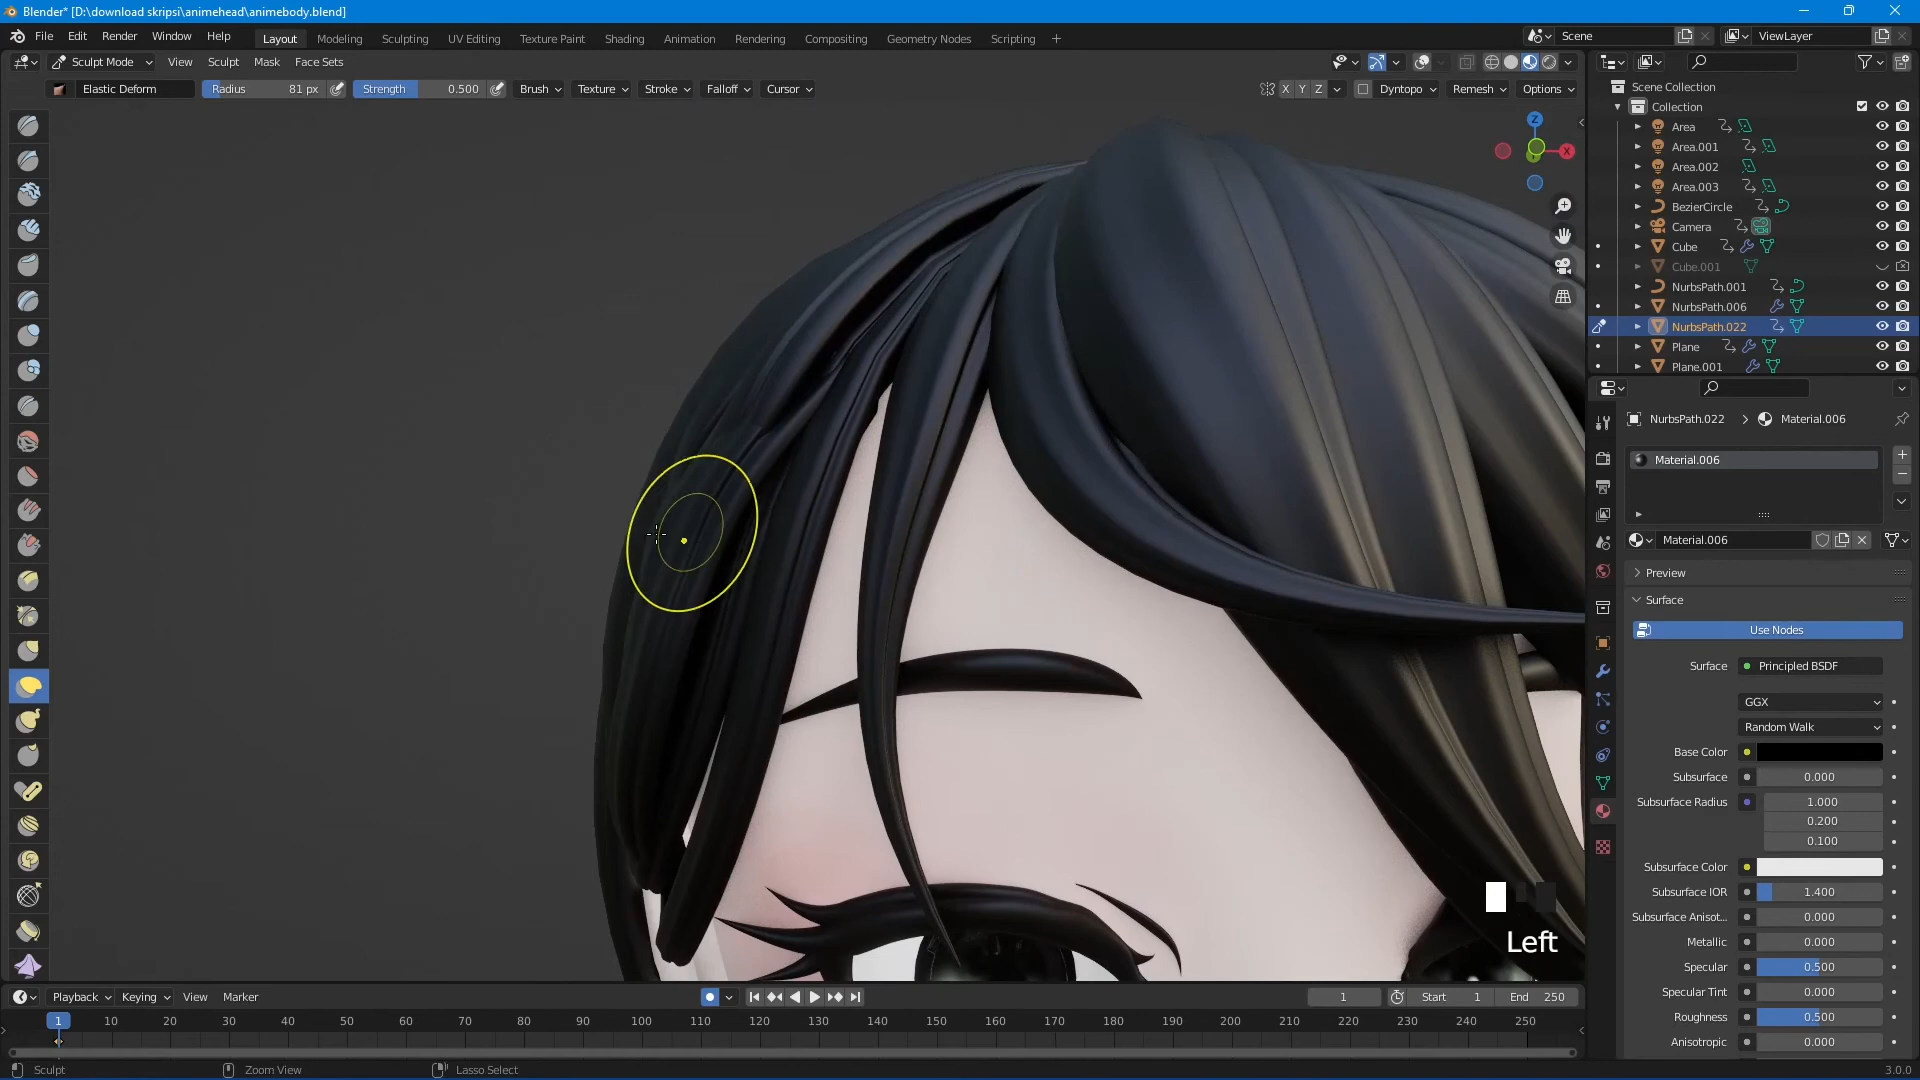 Blender* [D:\download skripsi\animehead\animebody.blend]
File Edit Render Window Help Layout Modeling Sculpting UV Editing Texture Paint Shading Animation Rendering Compositing Geometry Nodes Scripting + Scene ViewLayer
Sculpt Mode View Sculpt Mask Face Sets
Elastic Deform Radius 81 px Strength 0.500 Brush Texture Stroke Falloff Cursor X Y Z Dyntopo Remesh Options
Z
X
Scene Collection
Collection
Area
Area.001
Area.002
Area.003
BezierCircle
Camera
Cube
Cube.001
NurbsPath.001
NurbsPath.006
NurbsPath.022
Plane
Plane.001
NurbsPath.022 > Material.006
Material.006
Material.006
Preview
Surface
Use Nodes
Surface Principled BSDF
GGX
Random Walk
Base Color
Subsurface 0.000
Subsurface Radius 1.000
0.200
0.100
Subsurface Color
Subsurface IOR 1.400
Subsurface Anisot... 0.000
Metallic 0.000
Specular 0.500
Specular Tint 0.000
Roughness 0.500
Anisotropic 0.000
Left
Playback Keying View Marker 1 Start 1 End 250
1 10 20 30 40 50 60 70 80 90 100 110 120 130 140 150 160 170 180 190 200 210 220 230 240 250
Sculpt Zoom View Lasso Select 3.0.0